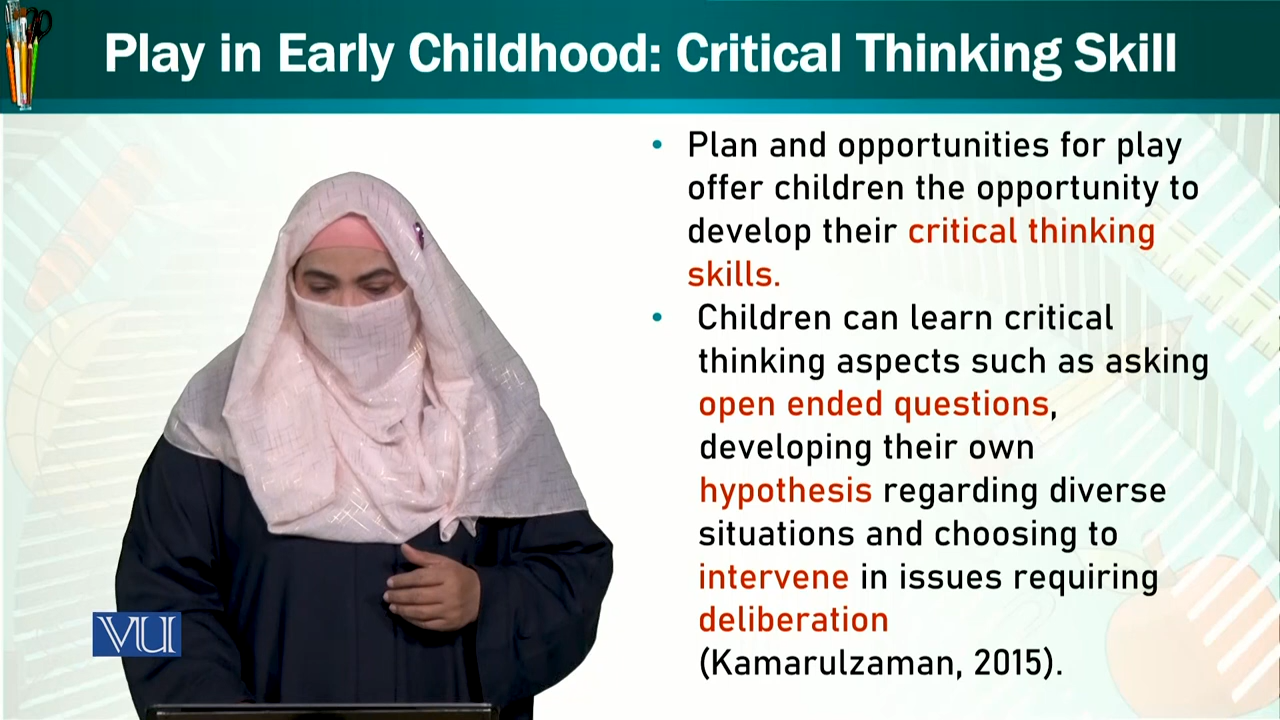 Play in Early Childhood: Critical Thinking Skill
• Plan and opportunities for play
offer children the opportunity to
develop their critical thinking
skills.
• Children can learn critical
thinking aspects such as asking
open ended questions,
developing their own
hypothesis regarding diverse
situations and choosing to
intervene in issues requiring
deliberation
(Kamarulzaman, 2015).
VU